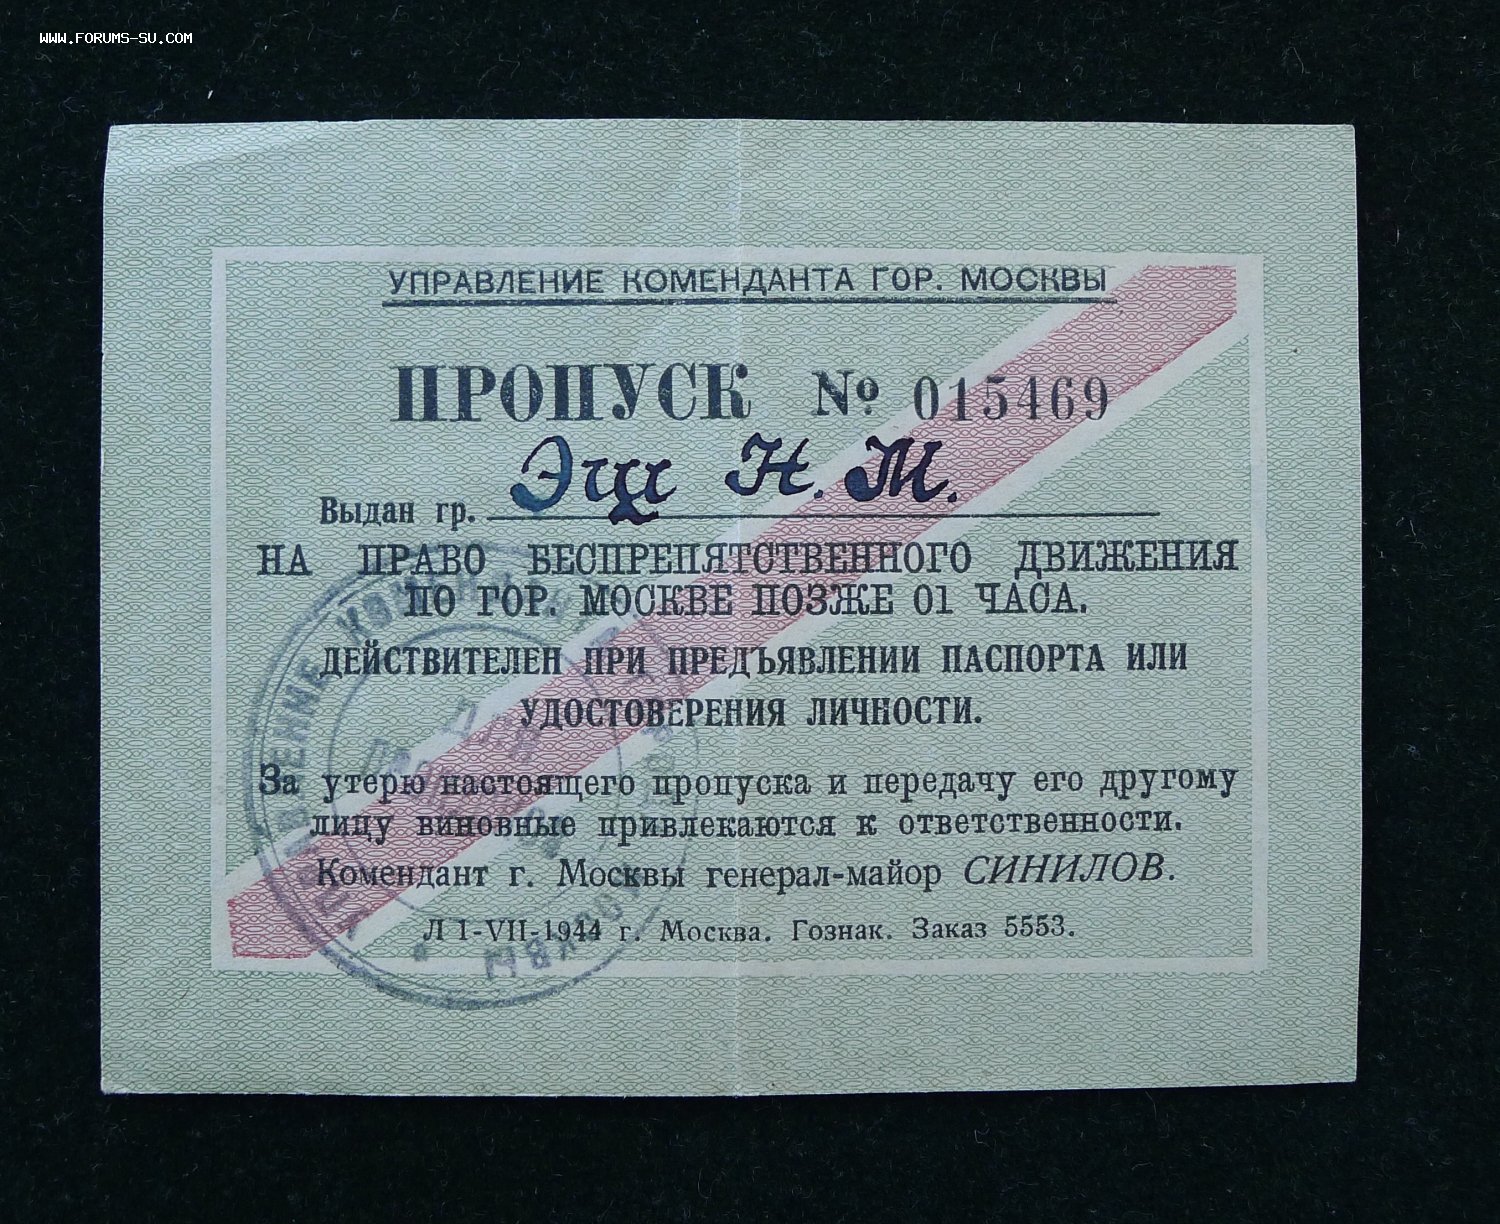 WWW.FORUMS-SU.COM
УПРАВЛЕНИЕ КОМЕНДАНТА ГОР. МОСКВЫ
ПРОПУСК № 015469
Выдан гр. Эщ Н. М.
НА ПРАВО БЕСПРЕПЯТСТВЕННОГО ДВИЖЕНИЯ
ПО ГОР. МОСКВЕ ПОЗЖЕ 01 ЧАСА.
ДЕЙСТВИТЕЛЕН ПРИ ПРЕДЪЯВЛЕНИИ ПАСПОРТА ИЛИ
УДОСТОВЕРЕНИЯ ЛИЧНОСТИ.
За утерю настоящего пропуска и передачу его другому
лицу виновные привлекаются к ответственности.
Комендант г. Москвы генерал-майор СИНИЛОВ.
Л 1-VII-1944 г. Москва. Гознак. Заказ 5553.